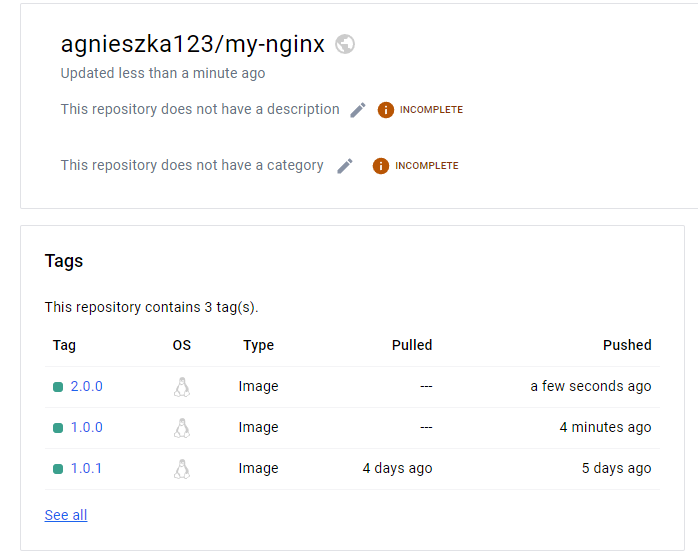 agnieszka123/my-nginx
Updated less than a minute ago
This repository does not have a description INCOMPLETE
This repository does not have a category INCOMPLETE
Tags
This repository contains 3 tag(s).
Tag OS Type Pulled Pushed
2.0.0 Image --- a few seconds ago
1.0.0 Image --- 4 minutes ago
1.0.1 Image 4 days ago 5 days ago
See all